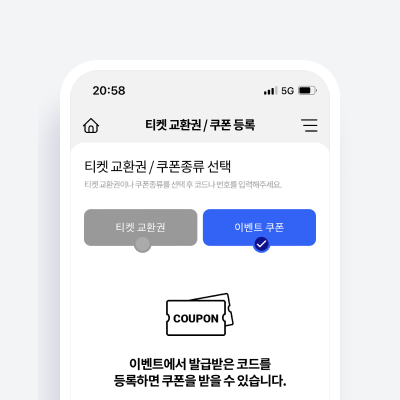 20:58
5G
티켓 교환권 / 쿠폰 등록
티켓 교환권 / 쿠폰종류 선택
티켓 교환권이나 쿠폰종류를 선택 후 코드나 번호를 입력해주세요.
티켓 교환권
이벤트 쿠폰
COUPON
이벤트에서 발급받은 코드를
등록하면 쿠폰을 받을 수 있습니다.